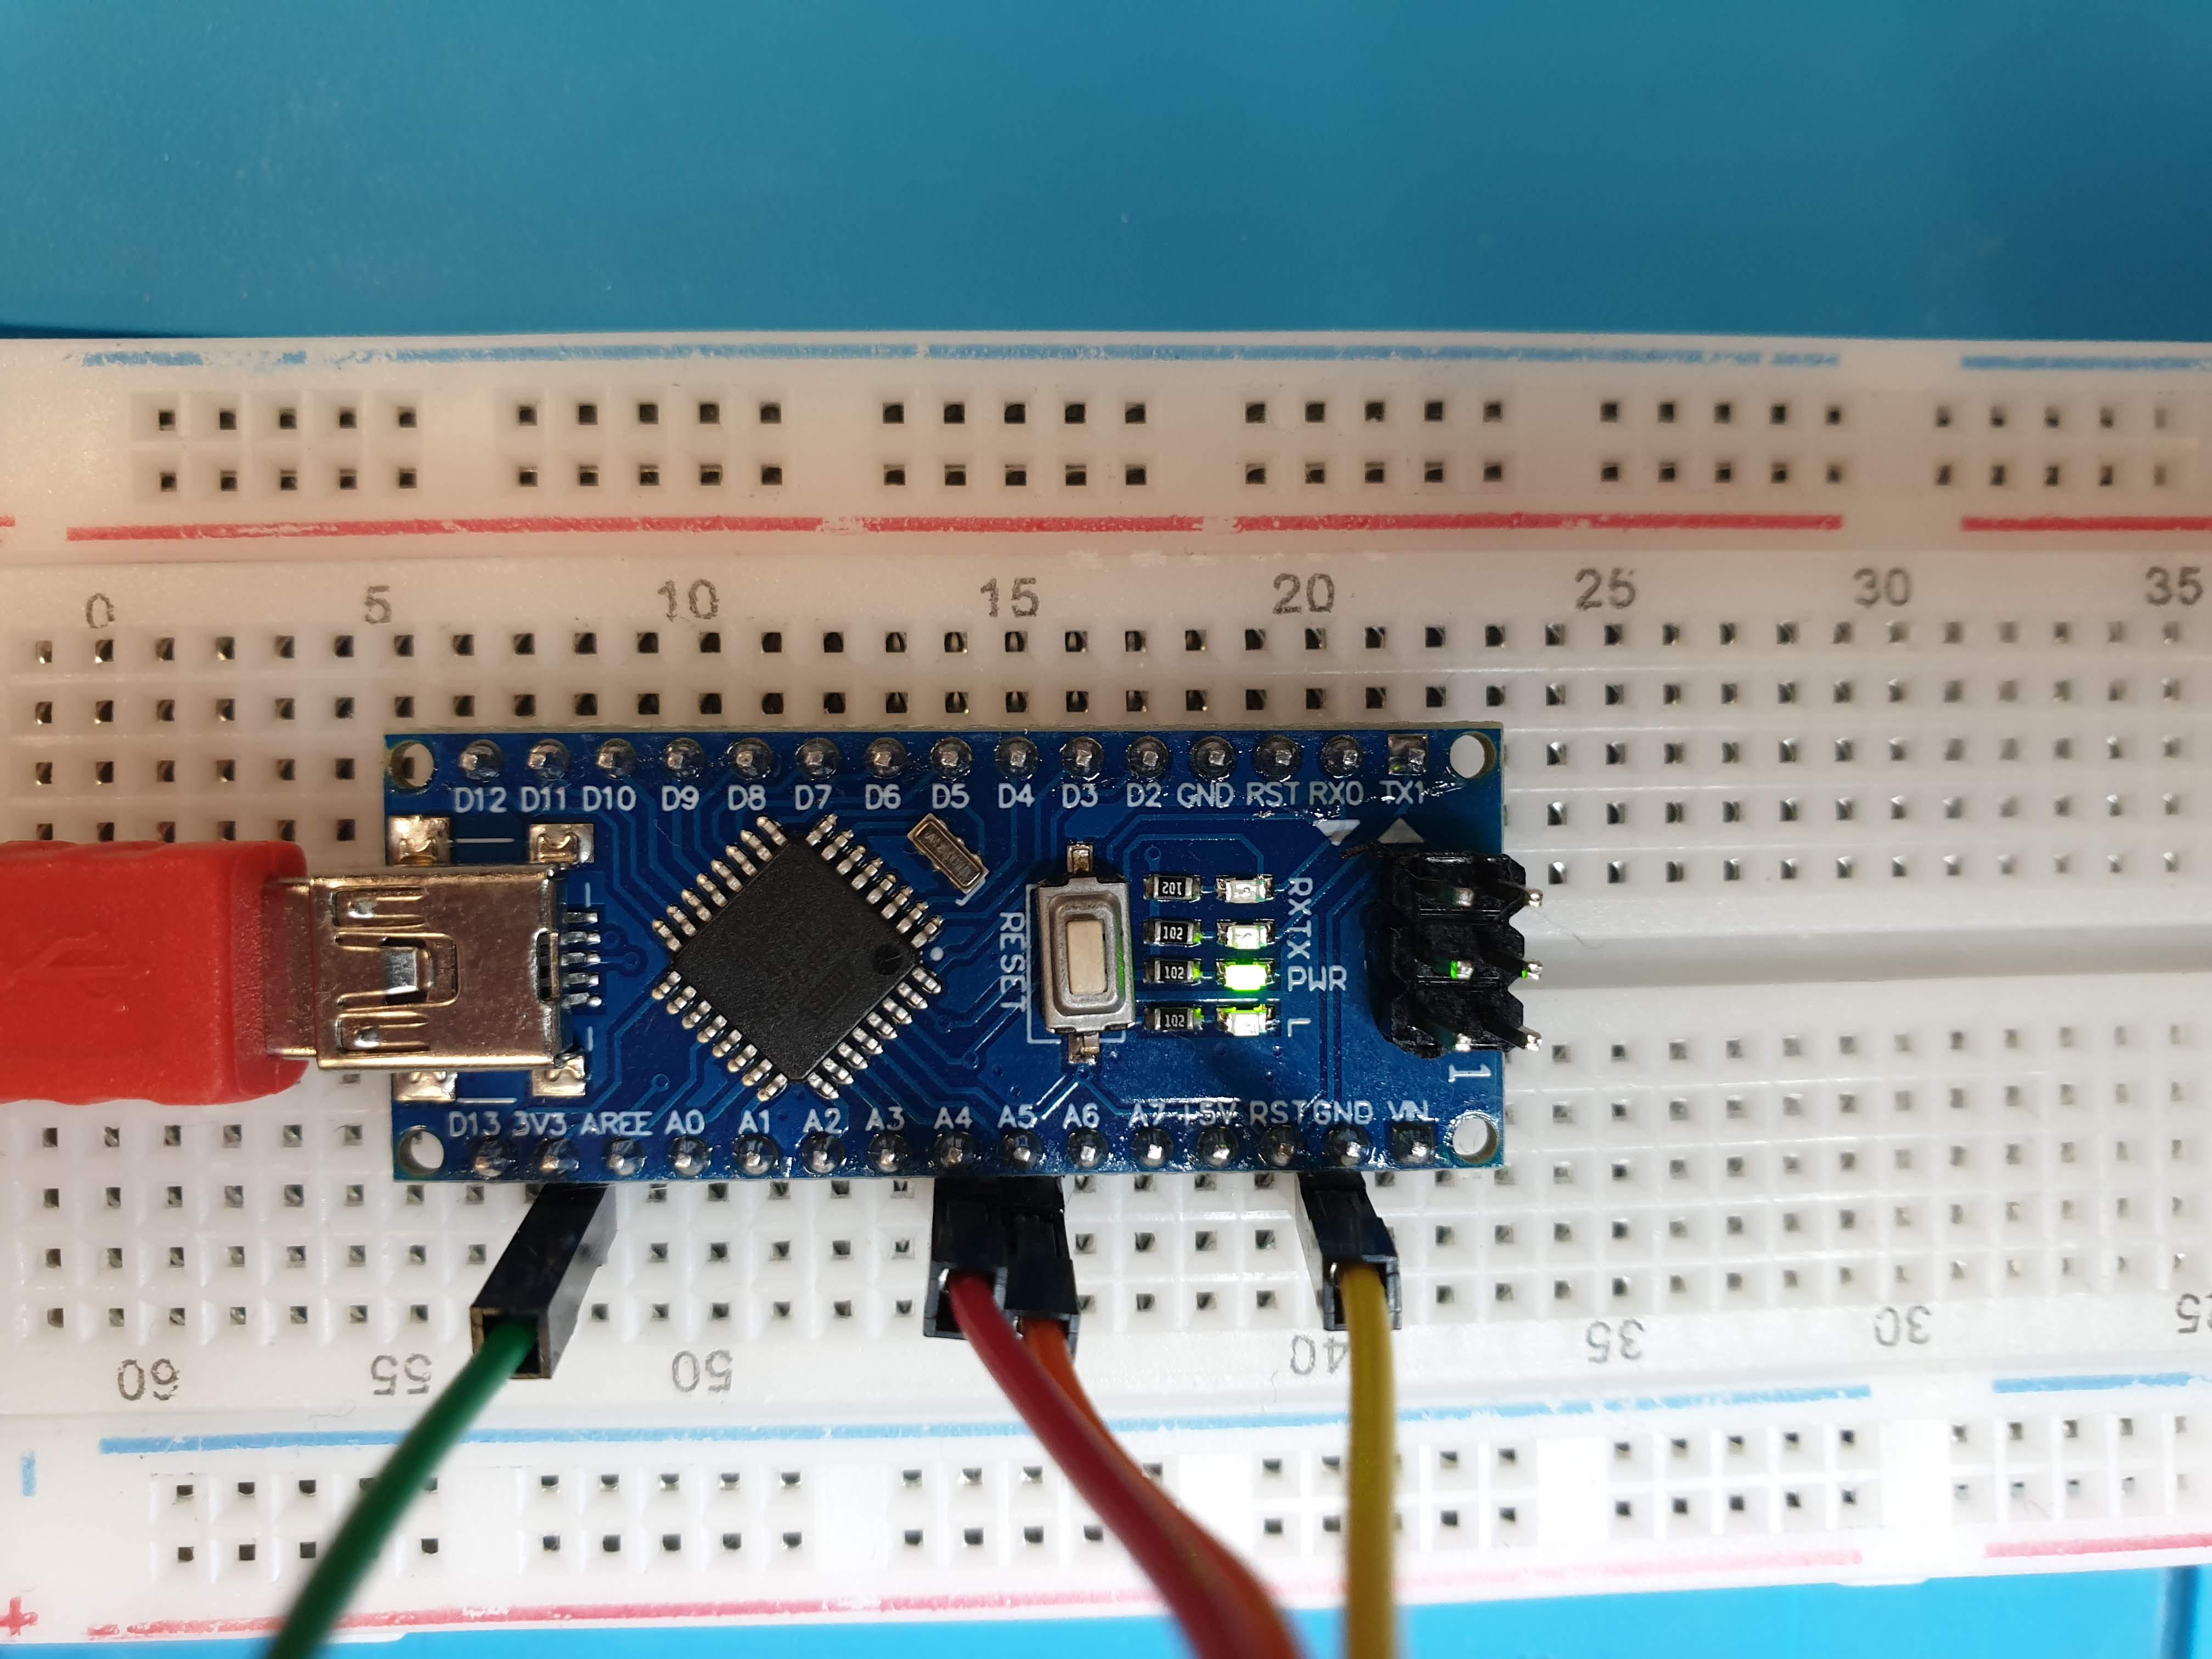 0 5 10 15 20 25 30 35
D12 D11 D10 D9 D8 D7 D6 D5 D4 D3 D2 GND RST RX0 TX1
RESET
102
102
102
102
RX
TX
PWR
L
1
D13 3V3 AREE A0 A1 A2 A3 A4 A5 A6 A7 +5V RST GND VIN
60 55 50 40 35 30 25
-
+